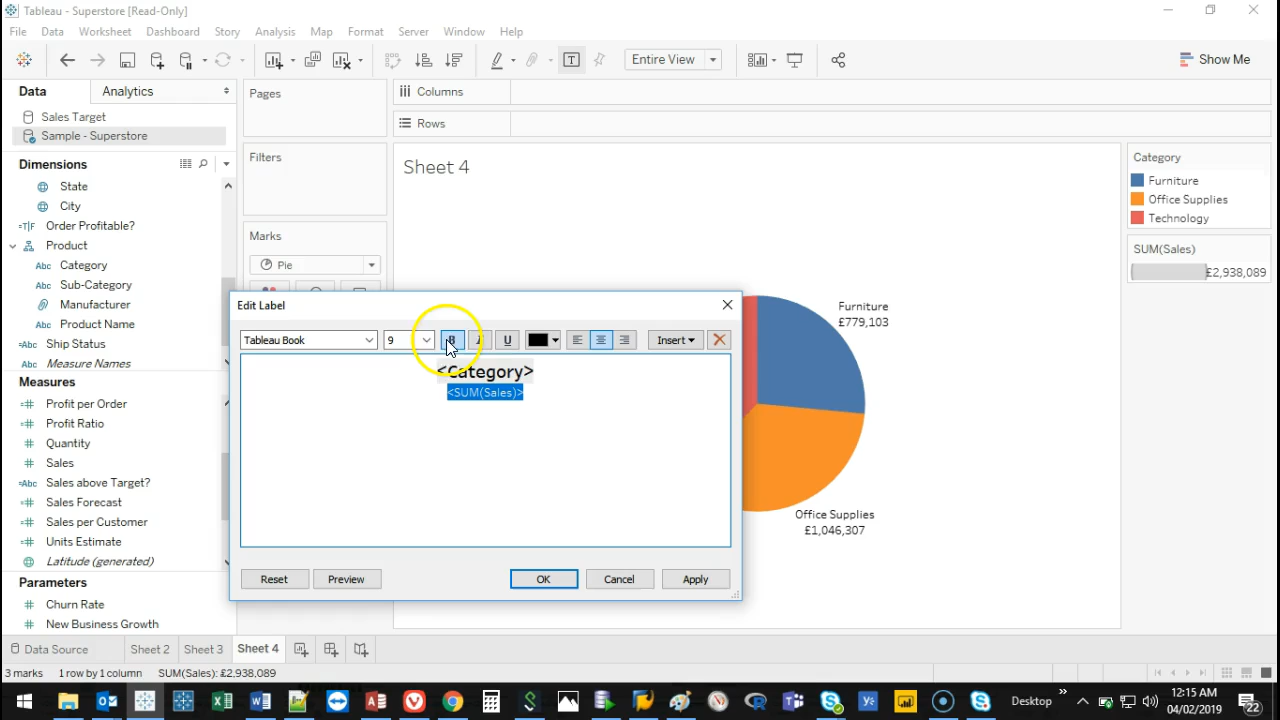 Tableau - Superstore [Read-Only]
File Data Worksheet Dashboard Story Analysis Map Format Server Window Help
Entire View
Show Me
Data Analytics
Sales Target
Sample - Superstore
Dimensions
State
City
=T|F Order Profitable?
Product
Abc Category
Abc Sub-Category
Manufacturer
Abc Product Name
Abc Ship Status
Abc Measure Names
Measures
Profit per Order
Profit Ratio
Quantity
Sales
=Abc Sales above Target?
Sales Forecast
Sales per Customer
Units Estimate
Latitude (generated)
Parameters
Churn Rate
New Business Growth
Pages
Filters
Marks
Pie
Columns
Rows
Sheet 4
Furniture
£779,103
Office Supplies
£1,046,307
Category
Furniture
Office Supplies
Technology
SUM(Sales)
£2,938,089
Edit Label
Tableau Book 9 B I U Insert
<Category>
<SUM(Sales)>
Reset Preview OK Cancel Apply
Data Source Sheet 2 Sheet 3 Sheet 4
3 marks 1 row by 1 column SUM(Sales): £2,938,089
Desktop
12:15 AM
04/02/2019
22